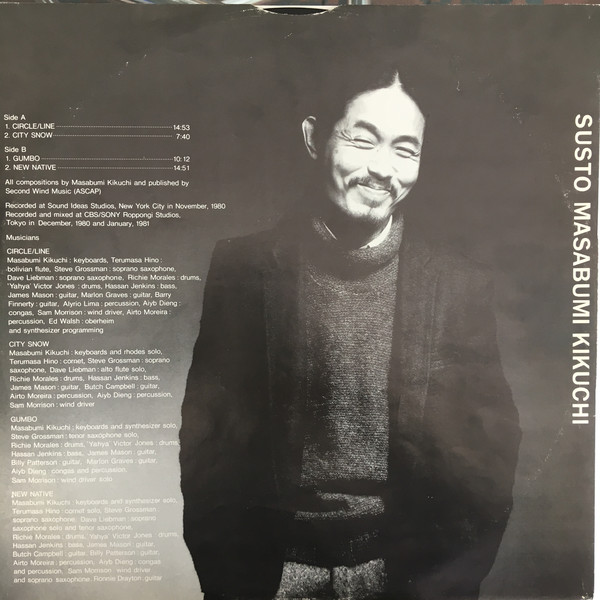 Side A
1. CIRCLE/LINE 14:53
2. CITY SNOW 7:40
Side B
1. GUMBO 10:12
2. NEW NATIVE 14:51
All compositions by Masabumi Kikuchi and published by
Second Wind Music (ASCAP)
Recorded at Sound Ideas Studios, New York City in November, 1980
Recorded and mixed at CBS/SONY Roppongi Studios,
Tokyo in December, 1980 and January, 1981
Musicians
CIRCLE/LINE
Masabumi Kikuchi : keyboards, Terumasa Hino :
bolivian flute, Steve Grossman : soprano saxophone,
Dave Liebman : soprano saxophone, Richie Morales : drums,
'Yahya' Victor Jones : drums, Hassan Jenkins : bass,
James Mason : guitar, Marlon Graves : guitar, Barry
Finnerty : guitar, Alyrio Lima : percussion, Aiyb Dieng :
congas, Sam Morrison : wind driver, Airto Moreira :
percussion, Ed Walsh : oberheim
and synthesizer programming
CITY SNOW
Masabumi Kikuchi : keyboards and rhodes solo,
Terumasa Hino : cornet, Steve Grossman : soprano
saxophone, Dave Liebman : alto flute solo,
Richie Morales : drums, Hassan Jenkins : bass,
James Mason : guitar, Butch Campbell : guitar,
Airto Moreira : percussion, Aiyb Dieng : percussion,
Sam Morrison : wind driver
GUMBO
Masabumi Kikuchi : keyboards and synthesizer solo,
Steve Grossman : tenor saxophone solo,
Richie Morales : drums, 'Yahya' Victor Jones : drums,
Hassan Jenkins : bass, James Mason : guitar,
Billy Patterson : guitar, Marlon Graves : guitar,
Aiyb Dieng : congas and percussion,
Sam Morrison : wind driver solo
NEW NATIVE
Masabumi Kikuchi : keyboards and synthesizer solo,
Terumasa Hino : cornet solo, Steve Grossman :
soprano saxophone, Dave Liebman : soprano
saxophone solo and tenor saxophone,
Richie Morales : drums, 'Yahya' Victor Jones : drums,
Hassan Jenkins : bass, James Mason : guitar,
Butch Campbell : guitar, Billy Patterson : guitar,
Airto Moreira : percussion, Aiyb Dieng : congas
and percussion, Sam Morrison : wind driver
and soprano saxophone, Ronnie Drayton : guitar
SUSTO MASABUMI KIKUCHI